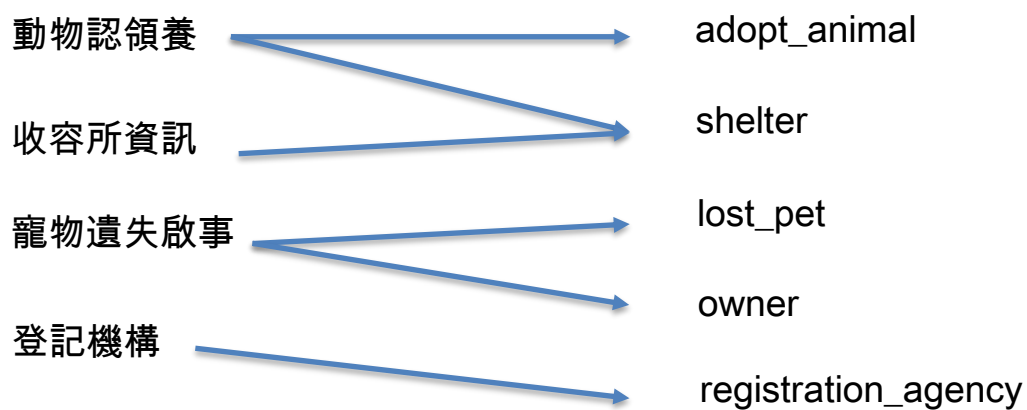 動物認領養
adopt_animal
收容所資訊
shelter
寵物遺失啟事
lost_pet
owner
登記機構
registration_agency